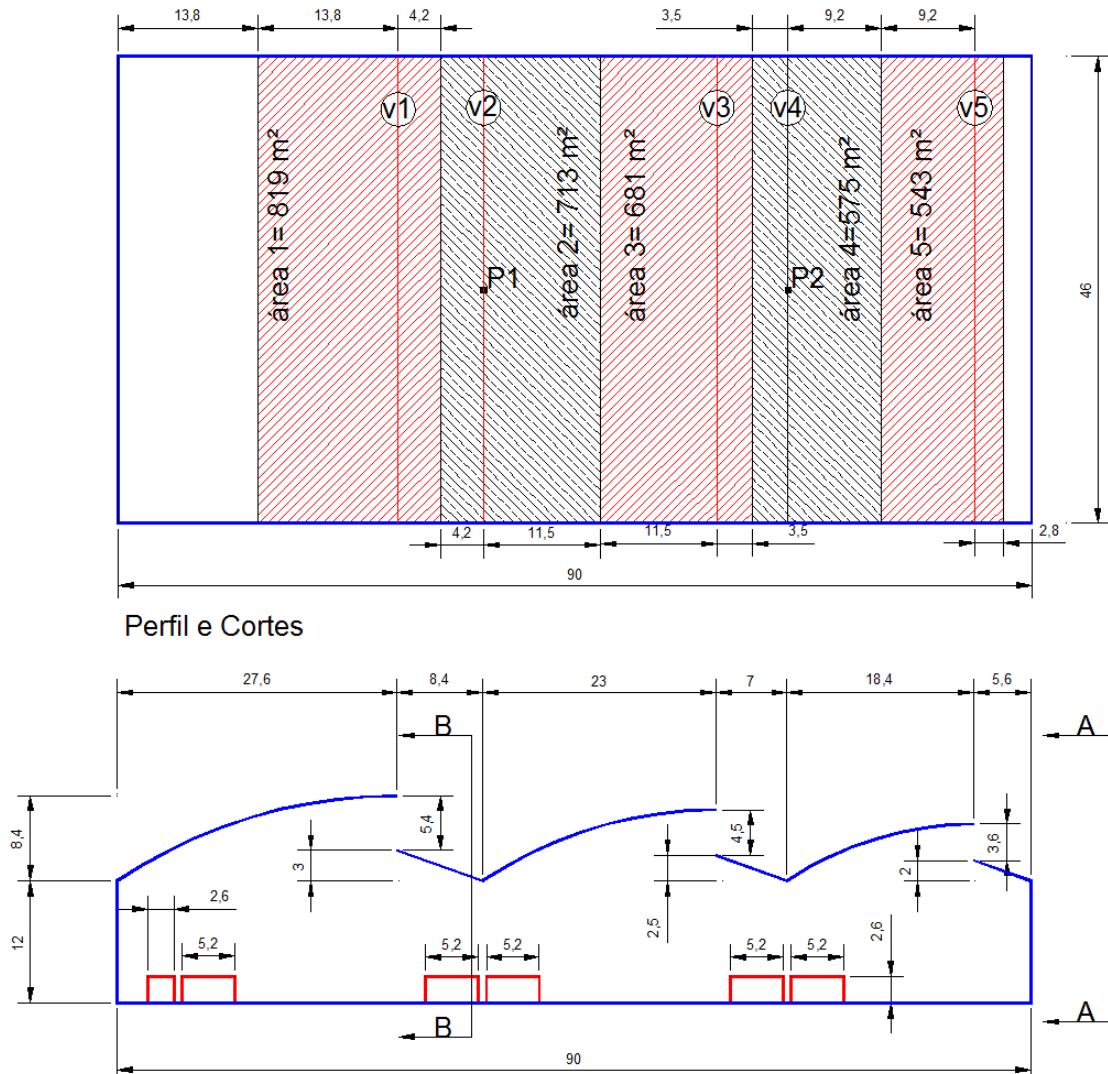 13,8
13,8
4,2
3,5
9,2
9,2
v1
v2
v3
v4
v5
área 1= 819 m²
área 2= 713 m²
área 3= 681 m²
área 4=575 m²
área 5= 543 m²
P1
P2
46
4,2
11,5
11,5
3,5
2,8
90
Perfil e Cortes
27,6
8,4
23
7
18,4
5,6
B
A
8,4
5,4
3
4,5
2,5
3,6
2
12
2,6
5,2
5,2
5,2
5,2
5,2
2,6
B
A
90